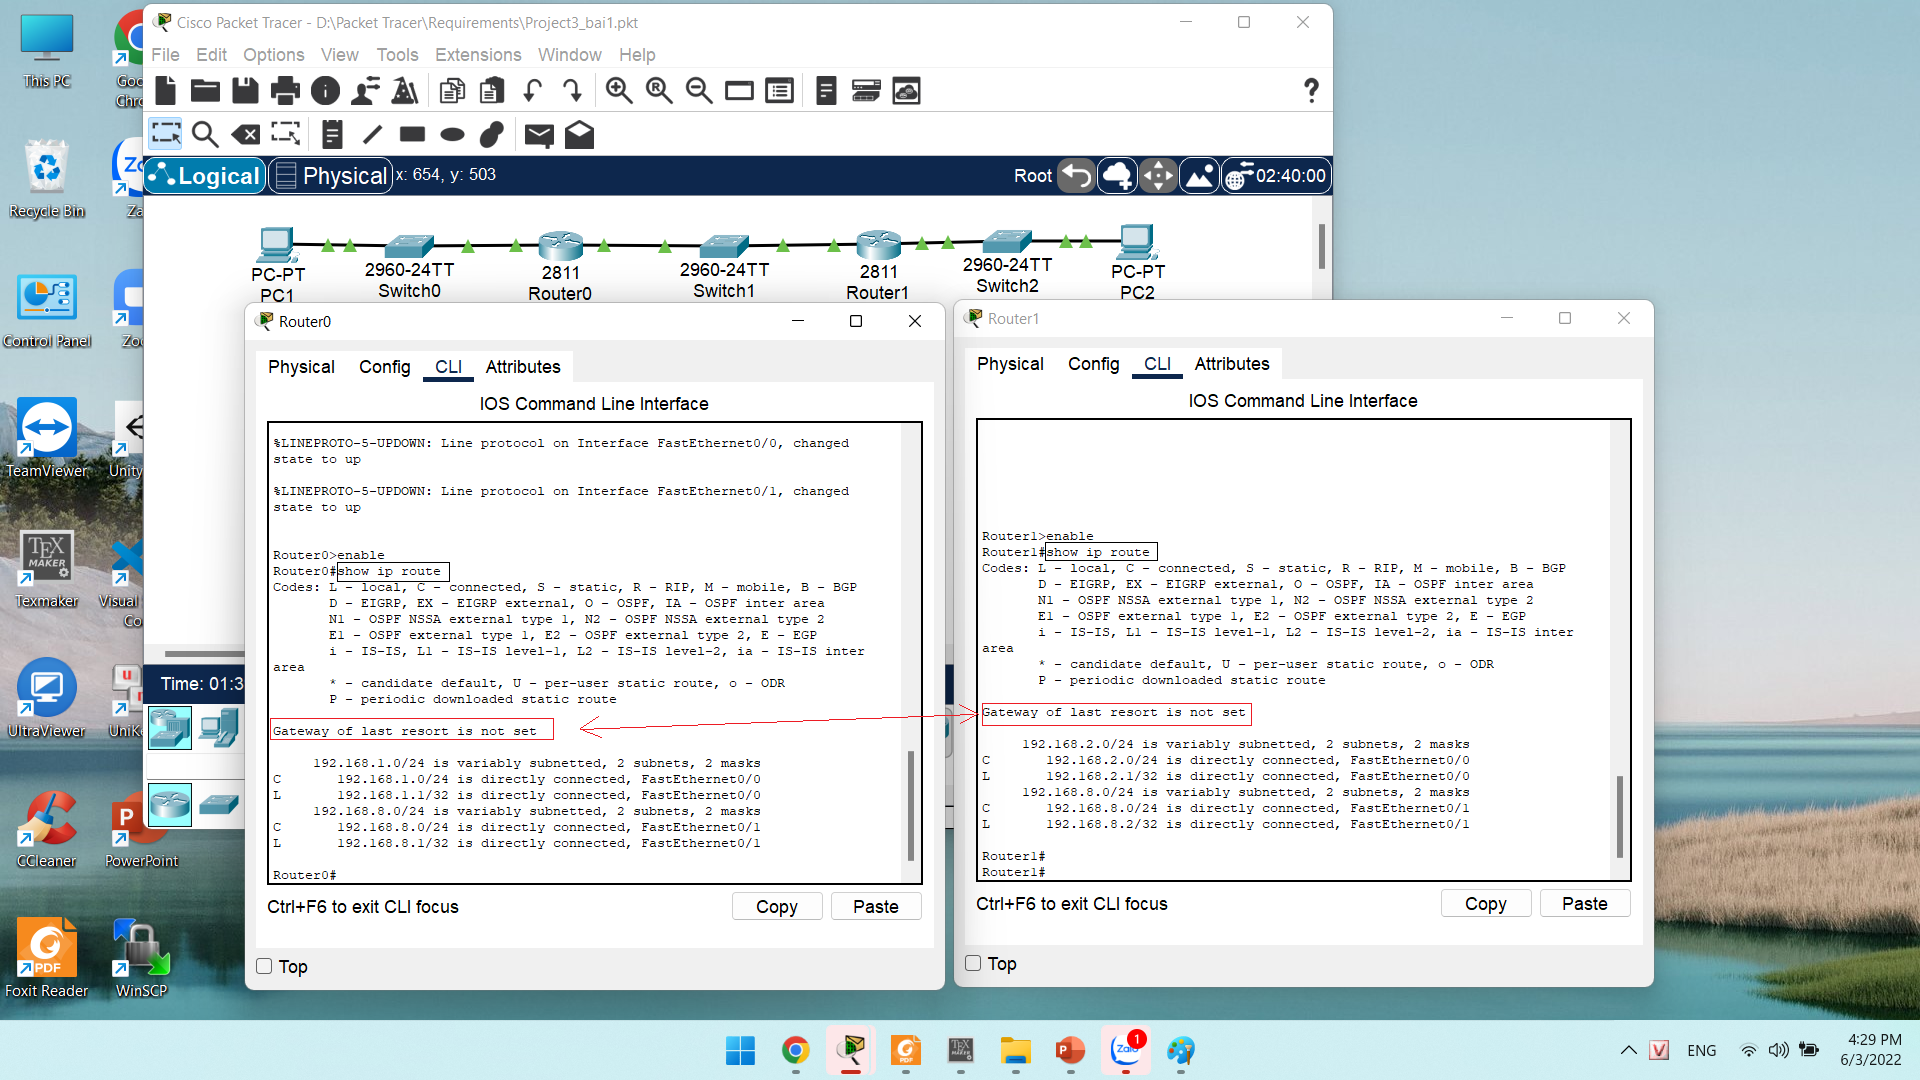 Cisco Packet Tracer - D:\Packet Tracer\Requirements\Project3_bai1.pkt
File Edit Options View Tools Extensions Window Help
Logical Physical x: 654, y: 503 Root 02:40:00
PC-PT
PC1
2960-24TT
Switch0
2811
Router0
2960-24TT
Switch1
2811
Router1
2960-24TT
Switch2
PC-PT
PC2
Time: 01:3
Router0
Physical Config CLI Attributes
IOS Command Line Interface
%LINEPROTO-5-UPDOWN: Line protocol on Interface FastEthernet0/0, changed
state to up
%LINEPROTO-5-UPDOWN: Line protocol on Interface FastEthernet0/1, changed
state to up
Router0>enable
Router0#show ip route
Codes: L - local, C - connected, S - static, R - RIP, M - mobile, B - BGP
D - EIGRP, EX - EIGRP external, O - OSPF, IA - OSPF inter area
N1 - OSPF NSSA external type 1, N2 - OSPF NSSA external type 2
E1 - OSPF external type 1, E2 - OSPF external type 2, E - EGP
i - IS-IS, L1 - IS-IS level-1, L2 - IS-IS level-2, ia - IS-IS inter
area
* - candidate default, U - per-user static route, o - ODR
P - periodic downloaded static route
Gateway of last resort is not set
192.168.1.0/24 is variably subnetted, 2 subnets, 2 masks
C 192.168.1.0/24 is directly connected, FastEthernet0/0
L 192.168.1.1/32 is directly connected, FastEthernet0/0
192.168.8.0/24 is variably subnetted, 2 subnets, 2 masks
C 192.168.8.0/24 is directly connected, FastEthernet0/1
L 192.168.8.1/32 is directly connected, FastEthernet0/1
Router0#
Ctrl+F6 to exit CLI focus
Copy Paste
Top
Router1
Physical Config CLI Attributes
IOS Command Line Interface
Router1>enable
Router1#show ip route
Codes: L - local, C - connected, S - static, R - RIP, M - mobile, B - BGP
D - EIGRP, EX - EIGRP external, O - OSPF, IA - OSPF inter area
N1 - OSPF NSSA external type 1, N2 - OSPF NSSA external type 2
E1 - OSPF external type 1, E2 - OSPF external type 2, E - EGP
i - IS-IS, L1 - IS-IS level-1, L2 - IS-IS level-2, ia - IS-IS inter
area
* - candidate default, U - per-user static route, o - ODR
P - periodic downloaded static route
Gateway of last resort is not set
192.168.2.0/24 is variably subnetted, 2 subnets, 2 masks
C 192.168.2.0/24 is directly connected, FastEthernet0/0
L 192.168.2.1/32 is directly connected, FastEthernet0/0
192.168.8.0/24 is variably subnetted, 2 subnets, 2 masks
C 192.168.8.0/24 is directly connected, FastEthernet0/1
L 192.168.8.2/32 is directly connected, FastEthernet0/1
Router1#
Router1#
Ctrl+F6 to exit CLI focus
Copy Paste
Top
This PC
Goo
Chr
Recycle Bin
Za
Control Panel
Zo
TeamViewer
Unity
Texmaker
Visual
Co
UltraViewer
UniKe
CCleaner
PowerPoint
Foxit Reader
WinSCP
ENG
4:29 PM
6/3/2022